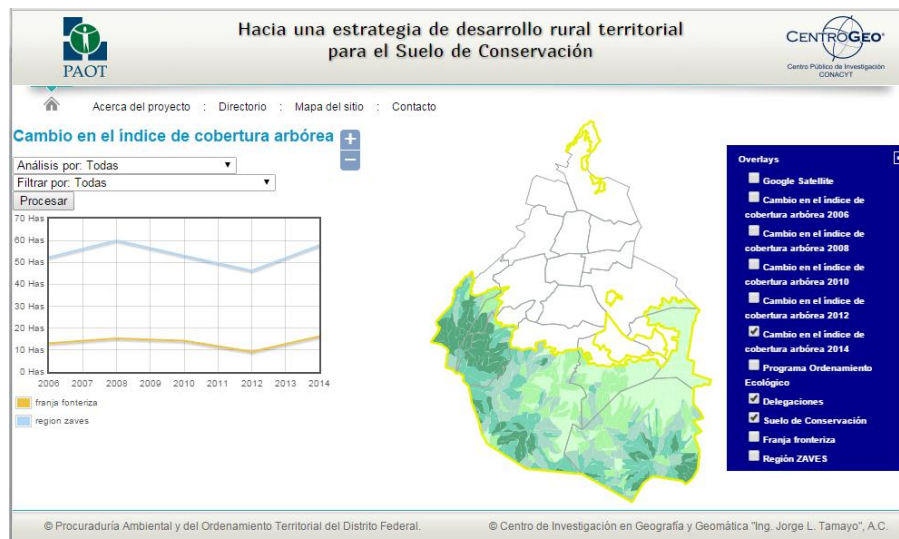 Hacia una estrategia de desarrollo rural territorial
para el Suelo de Conservación
PAOT
CENTROGEO®
Centro Público de Investigación
CONACYT
Acerca del proyecto : Directorio : Mapa del sitio : Contacto
Cambio en el índice de cobertura arbórea
+
−
Análisis por: Todas
Filtrar por: Todas
Procesar
70 Has
60 Has
50 Has
40 Has
30 Has
20 Has
10 Has
0 Has
2006 2007 2008 2009 2010 2011 2012 2013 2014
franja fonteriza
region zaves
Overlays
Google Satellite
Cambio en el índice de
cobertura arbórea 2006
Cambio en el índice de
cobertura arbórea 2008
Cambio en el índice de
cobertura arbórea 2010
Cambio en el índice de
cobertura arbórea 2012
Cambio en el índice de
cobertura arbórea 2014
Programa Ordenamiento
Ecológico
Delegaciones
Suelo de Conservación
Franja fronteriza
Región ZAVES
© Procuraduría Ambiental y del Ordenamiento Territorial del Distrito Federal.
© Centro de Investigación en Geografía y Geomática "Ing. Jorge L. Tamayo", A.C.